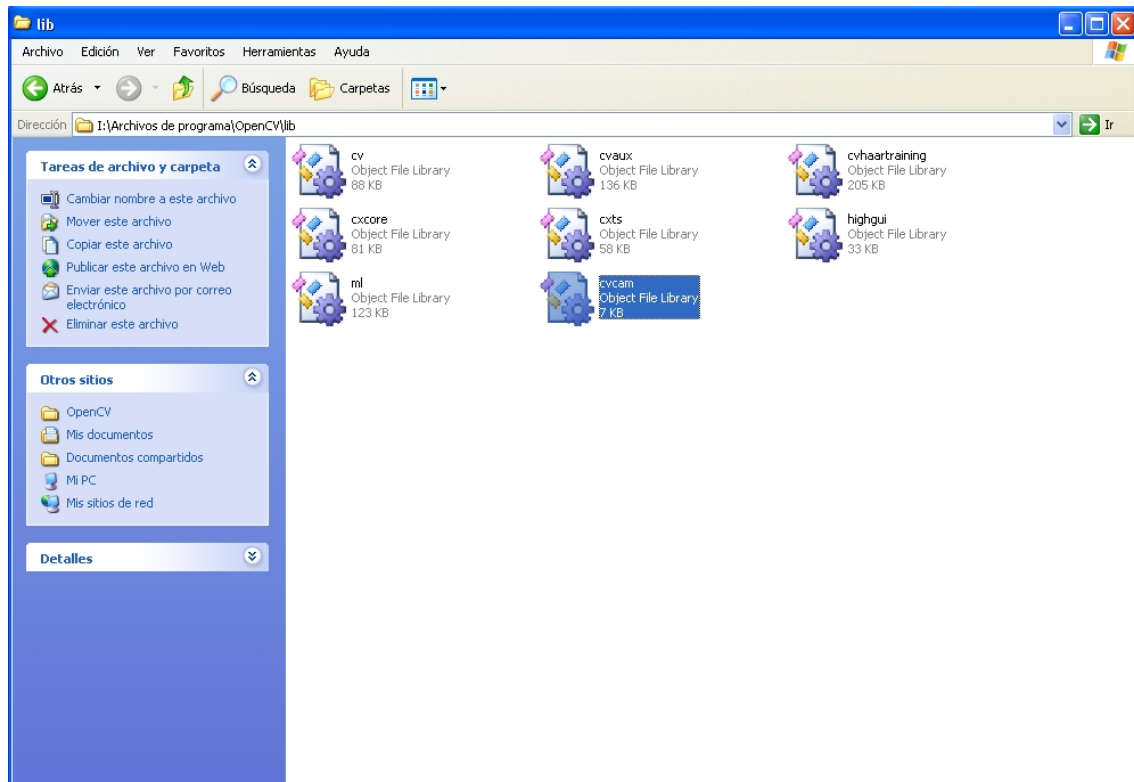 lib
Archivo Edición Ver Favoritos Herramientas Ayuda
Atrás Búsqueda Carpetas
Dirección I:\Archivos de programa\OpenCV\lib Ir
Tareas de archivo y carpeta
Cambiar nombre a este archivo
Mover este archivo
Copiar este archivo
Publicar este archivo en Web
Enviar este archivo por correo
electrónico
Eliminar este archivo
Otros sitios
OpenCV
Mis documentos
Documentos compartidos
Mi PC
Mis sitios de red
Detalles
cv
Object File Library
88 KB
cvaux
Object File Library
136 KB
cvhaartraining
Object File Library
205 KB
cxcore
Object File Library
81 KB
cxts
Object File Library
58 KB
highgui
Object File Library
33 KB
ml
Object File Library
123 KB
cvcam
Object File Library
7 KB